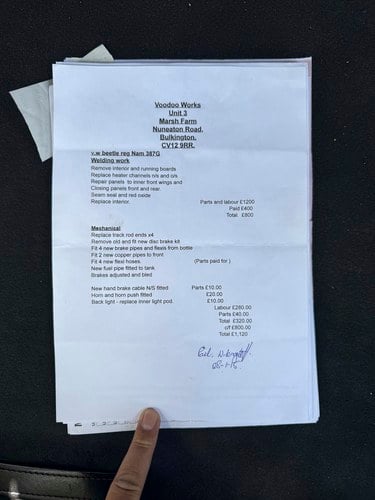 Voodoo Works
Unit 3
Marsh Farm
Nuneaton Road,
Bulkington.
CV12 9RR.
v.w beetle reg Nam 387G
Welding work
Remove interior and running boards
Replace heater channels n/s and o/s
Repair panels to inner front wings and
Closing panels front and rear.
Seam seal and red oxide
Replace interior. Parts and labour £1200
Paid £400
Total £800
Mechanical
Replace track rod ends x4
Remove old and fit new disc brake kit
Fit 4 new brake pipes and flexis from bottle
Fit 2 new copper pipes to front
Fit 4 new flexi hoses. (Parts paid for )
New fuel pipe fitted to tank
Brakes adjusted and bled
New hand brake cable N/S fitted Parts £10.00
Horn and horn push fitted £20.00
Back light - replace inner light pod. £10.00
Labour £280.00
Parts £40.00
Total £320.00
c/f £800.00
Total £1,120